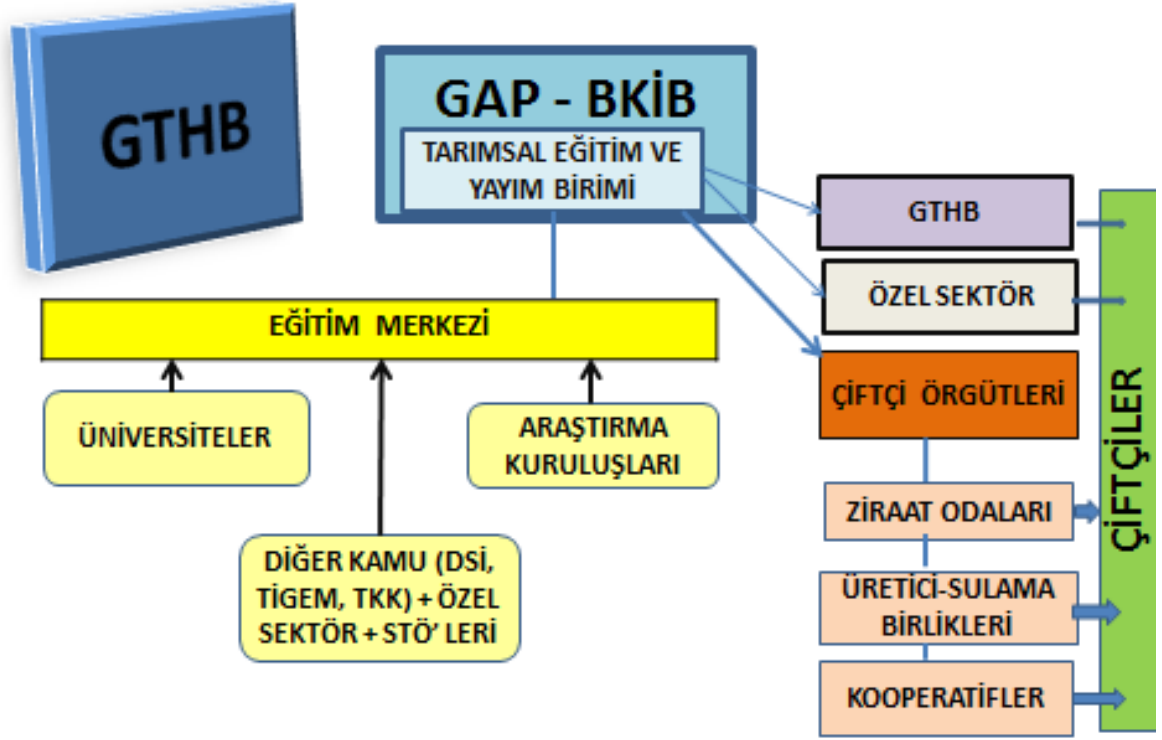 GTHB
GAP - BKİB
TARIMSAL EĞİTİM VE
YAYIM BİRİMİ
GTHB
ÖZEL SEKTÖR
EĞİTİM MERKEZİ
ÇİFTÇİ ÖRGÜTLERİ
ÜNİVERSİTELER
ARAŞTIRMA
KURULUŞLARI
ZİRAAT ODALARI
DİĞER KAMU (DSİ,
TİGEM, TKK) + ÖZEL
SEKTÖR + STÖ' LERİ
ÜRETİCİ-SULAMA
BİRLİKLERİ
KOOPERATİFLER
ÇİFTÇİLER